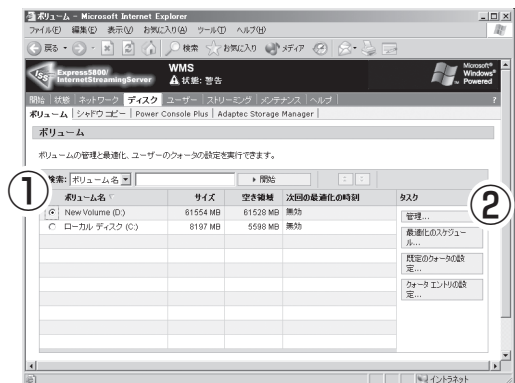 ボリューム - Microsoft Internet Explorer
ファイル(F) 編集(E) 表示(V) お気に入り(A) ツール(T) ヘルプ(H)
戻る 検索 お気に入り メディア
iss Express5800/ InternetStreamingServer
WMS
状態: 警告
Microsoft® Windows® Powered
開始 | 状態 | ネットワーク | ディスク | ユーザー | ストリーミング | メンテナンス | ヘルプ | ?
ボリューム | シャドウ コピー | Power Console Plus | Adaptec Storage Manager |
ボリューム
ボリュームの管理と最適化、ユーザーのクォータの設定を実行できます。
検索: ボリューム名 開始
①
ボリューム名 サイズ 空き領域 次回の最適化の時刻 タスク
New Volume (D:) 61554 MB 61528 MB 無効
ローカル ディスク (C:) 8197 MB 5598 MB 無効
②
管理...
最適化のスケジュール...
既定のクォータの設定...
クォータ エントリの設定...
イントラネット